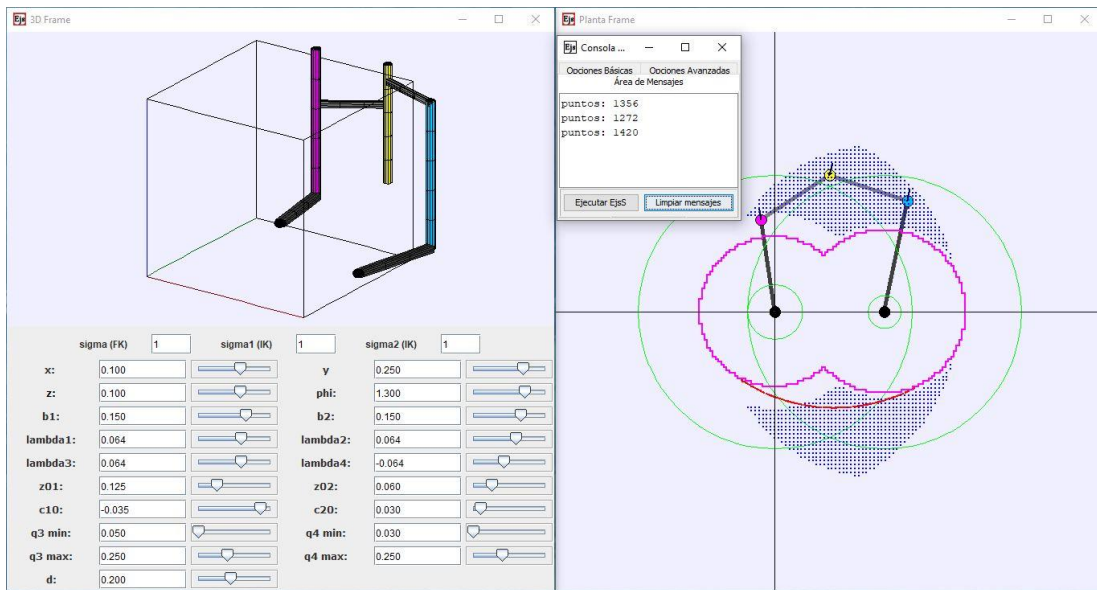 Ejs 3D Frame
Ejs Planta Frame
Ejs Consola ...
Opciones Básicas Opciones Avanzadas
Área de Mensajes
puntos: 1356
puntos: 1272
puntos: 1420
Ejecutar EjsS Limpiar mensajes
sigma (FK) 1 sigma1 (IK) 1 sigma2 (IK) 1
x: 0.100 y 0.250
z: 0.100 phi: 1.300
b1: 0.150 b2: 0.150
lambda1: 0.064 lambda2: 0.064
lambda3: 0.064 lambda4: -0.064
z01: 0.125 z02: 0.060
c10: -0.035 c20: 0.030
q3 min: 0.050 q4 min: 0.030
q3 max: 0.250 q4 max: 0.250
d: 0.200